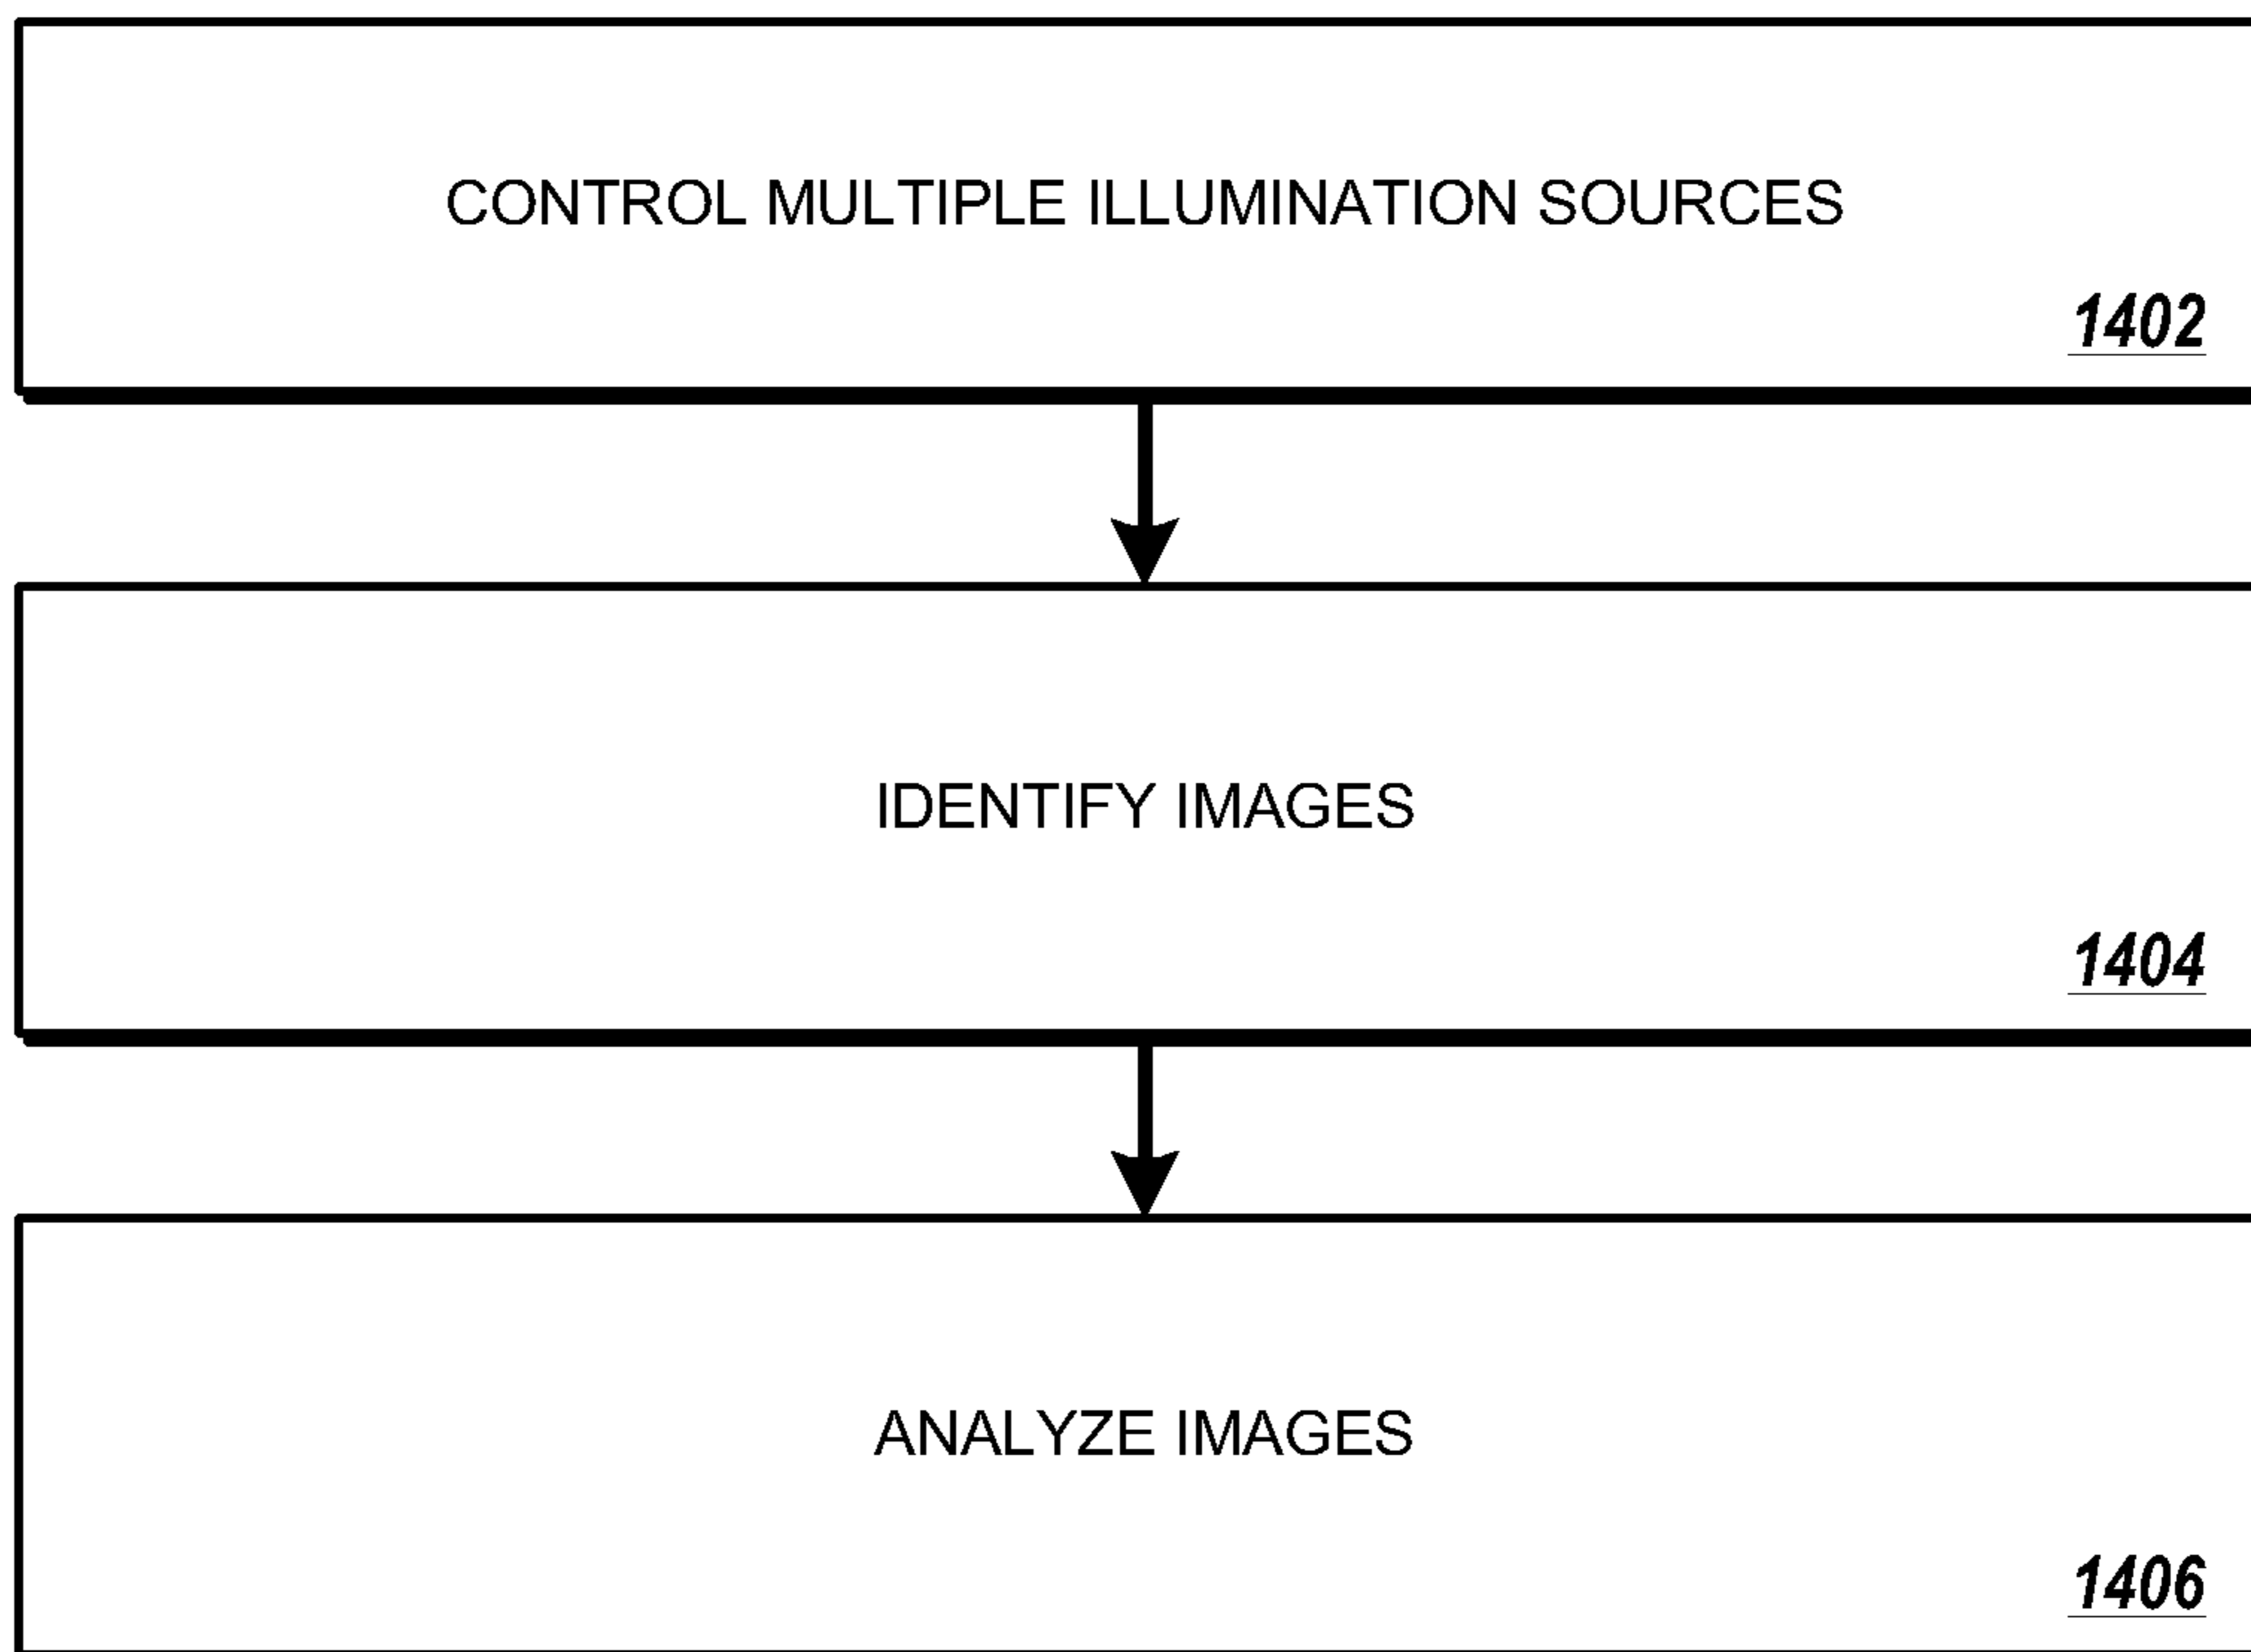 CONTROL MULTIPLE ILLUMINATION SOURCES
1402
IDENTIFY IMAGES
1404
ANALYZE IMAGES
1406